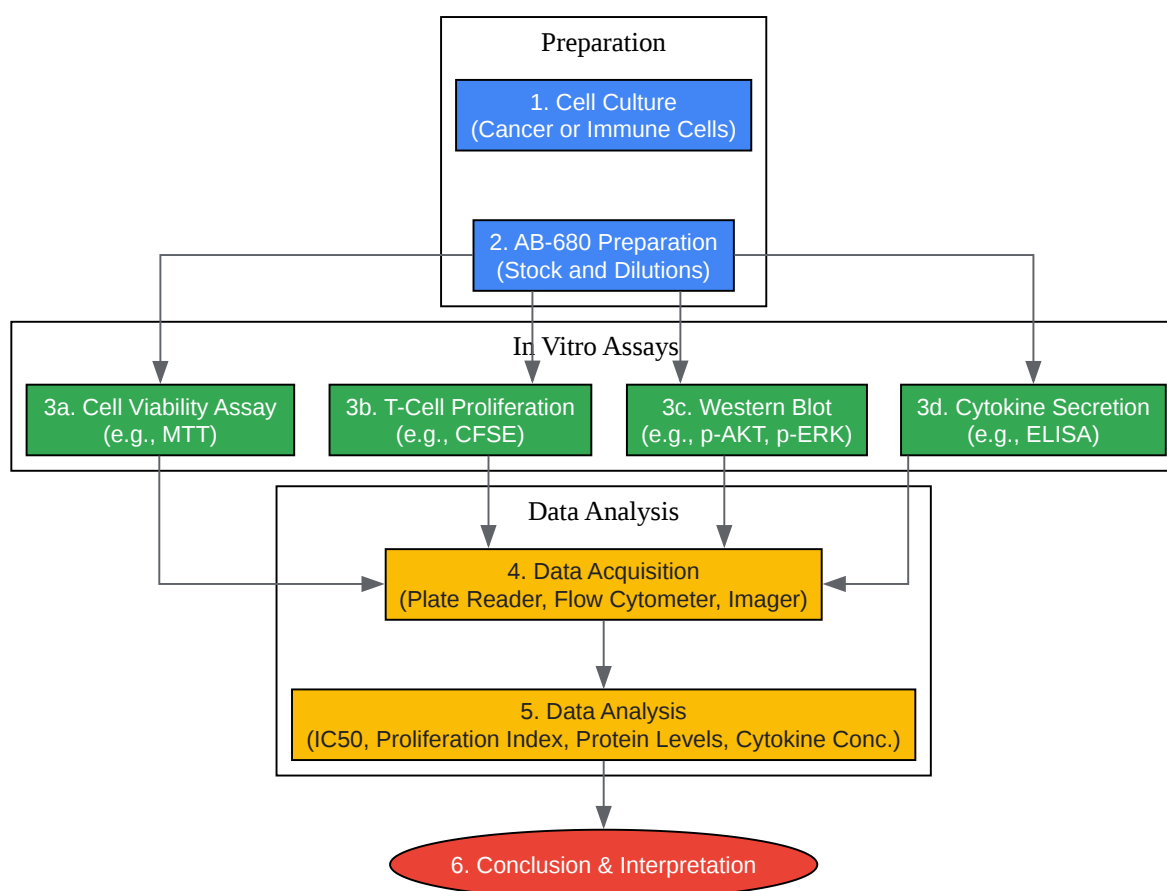 Preparation
1. Cell Culture
(Cancer or Immune Cells)
2. AB-680 Preparation
(Stock and Dilutions)
In Vitro Assays
3a. Cell Viability Assay
(e.g., MTT)
3b. T-Cell Proliferation
(e.g., CFSE)
3c. Western Blot
(e.g., p-AKT, p-ERK)
3d. Cytokine Secretion
(e.g., ELISA)
Data Analysis
4. Data Acquisition
(Plate Reader, Flow Cytometer, Imager)
5. Data Analysis
(IC50, Proliferation Index, Protein Levels, Cytokine Conc.)
6. Conclusion & Interpretation